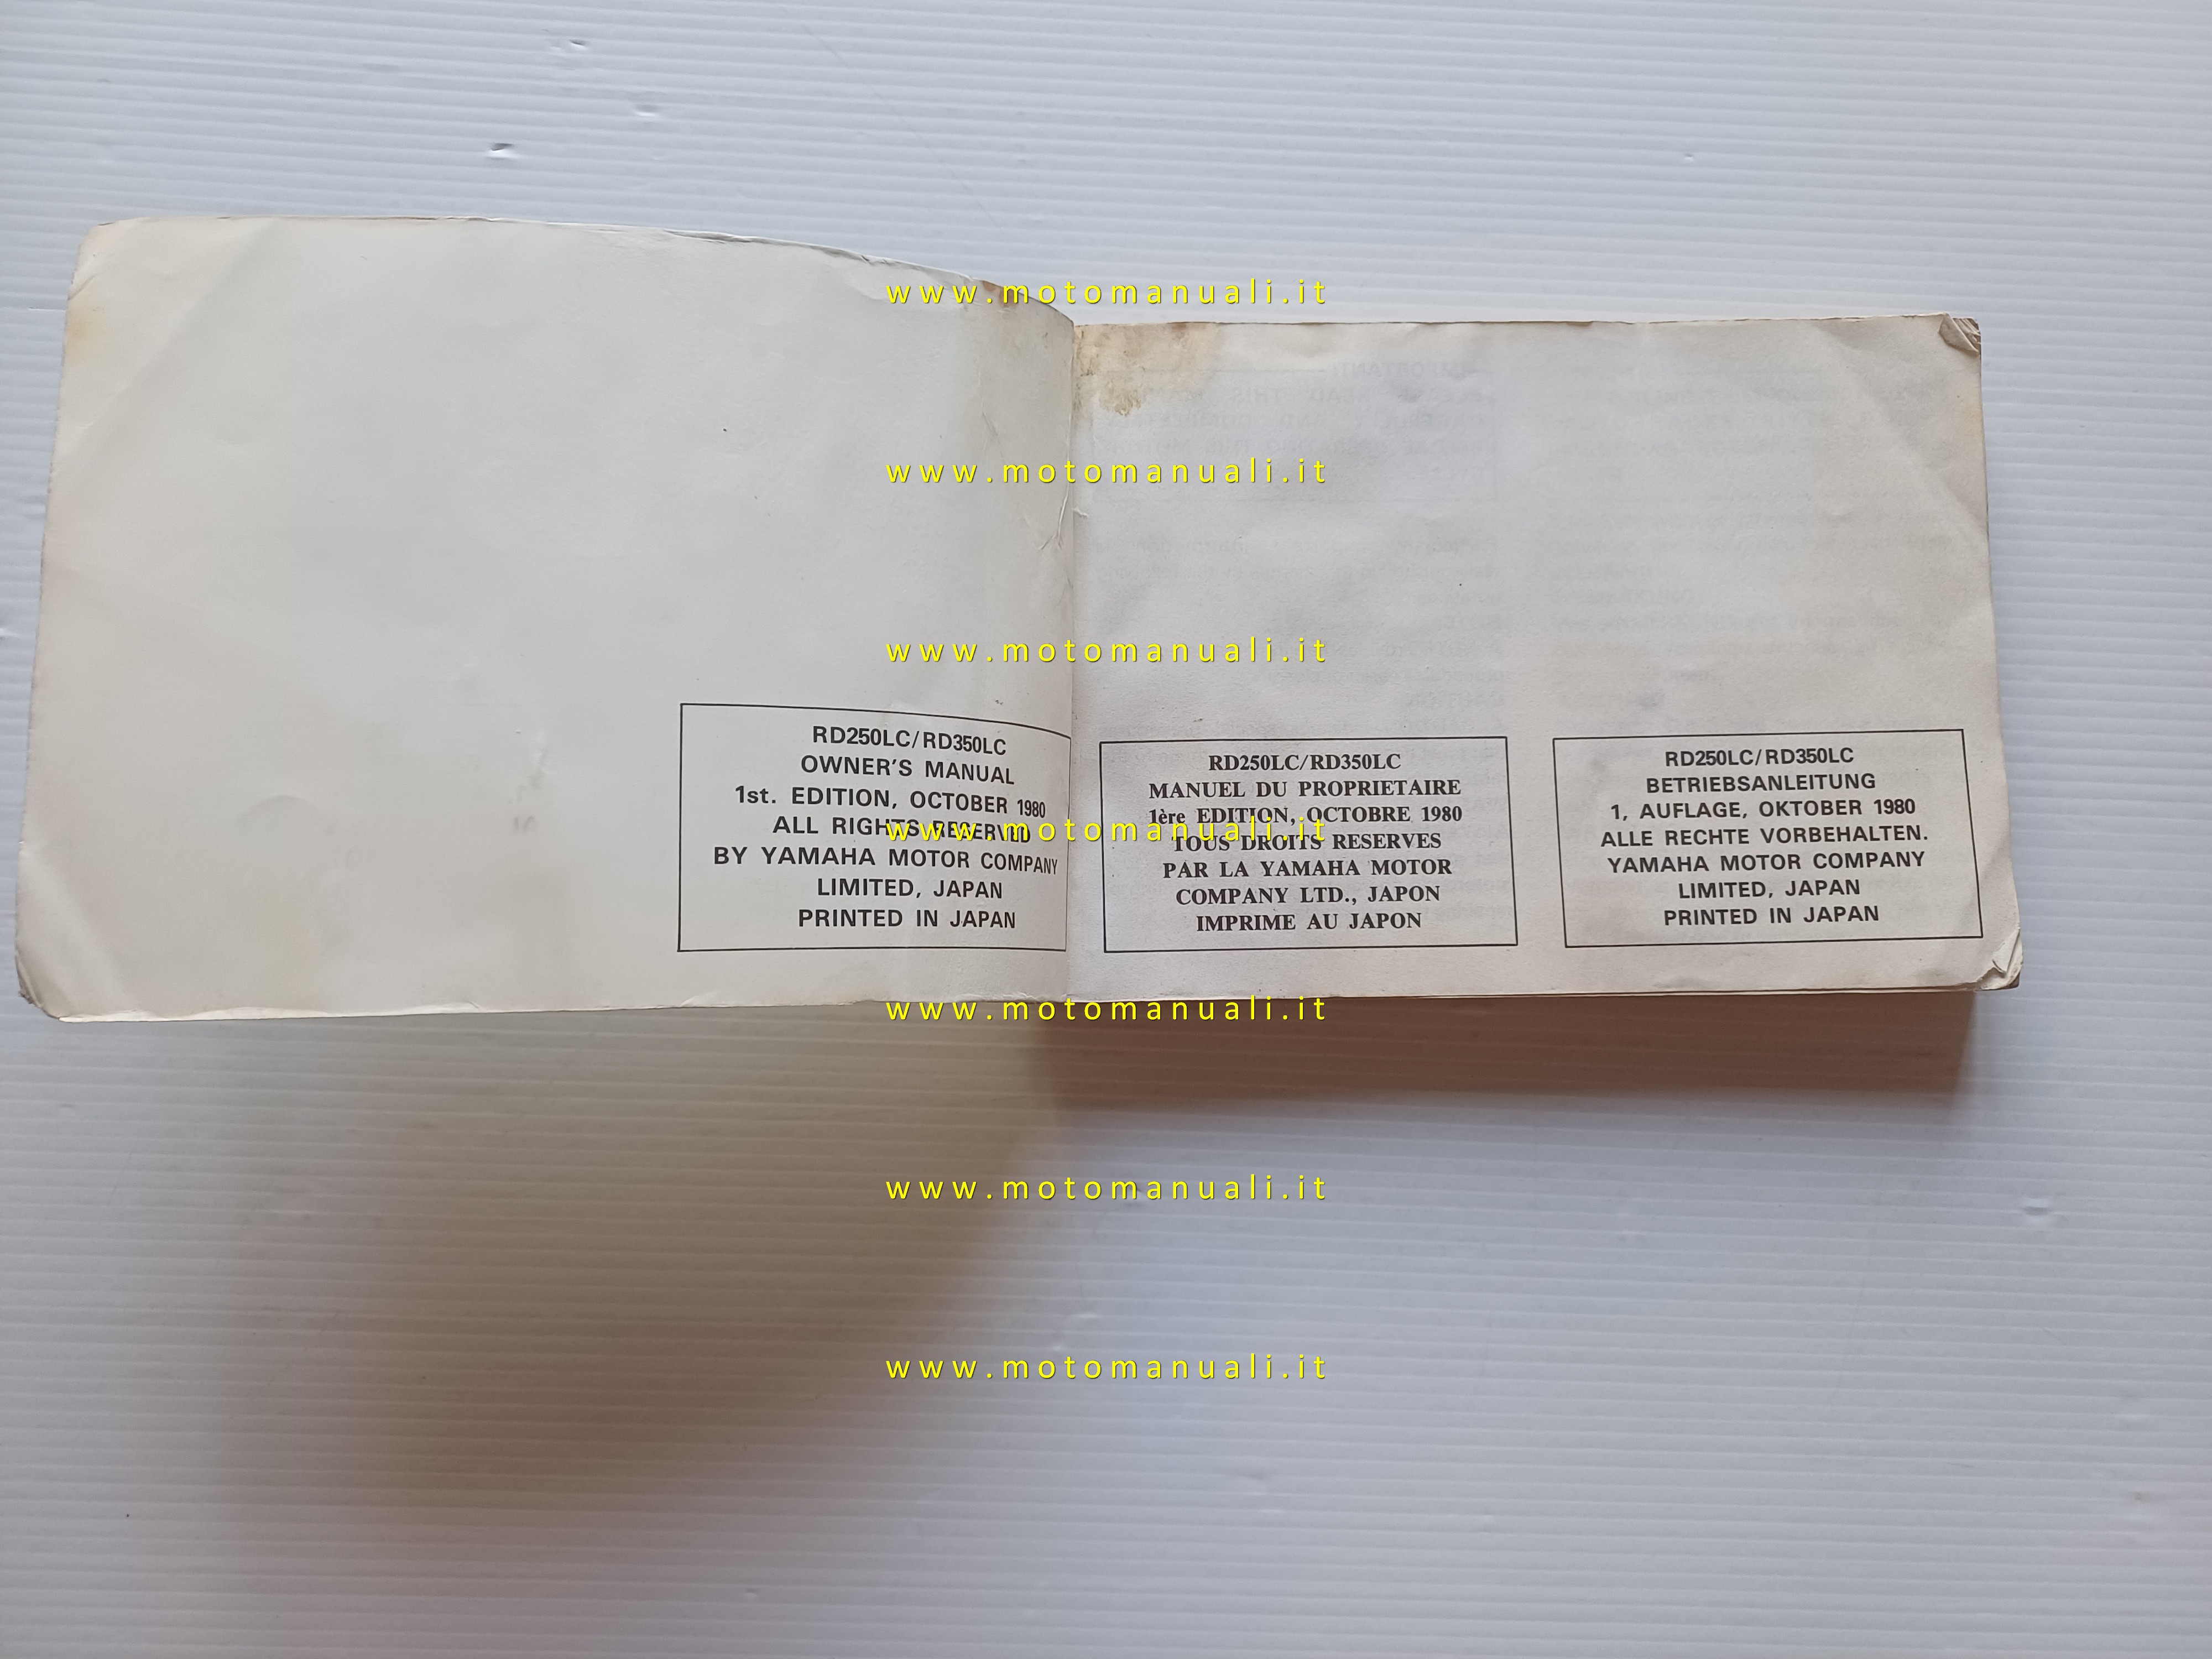 www.motomanuali.it
www.motomanuali.it
www.motomanuali.it
RD250LC/RD350LC
OWNER'S MANUAL
1st. EDITION, OCTOBER 1980
ALL RIGHTS RESERVED
BY YAMAHA MOTOR COMPANY
LIMITED, JAPAN
PRINTED IN JAPAN
RD250LC/RD350LC
MANUEL DU PROPRIETAIRE
1ère EDITION, OCTOBRE 1980
TOUS DROITS RESERVES
PAR LA YAMAHA MOTOR
COMPANY LTD., JAPON
IMPRIME AU JAPON
RD250LC/RD350LC
BETRIEBSANLEITUNG
1, AUFLAGE, OKTOBER 1980
ALLE RECHTE VORBEHALTEN.
YAMAHA MOTOR COMPANY
LIMITED, JAPAN
PRINTED IN JAPAN
www.motomanuali.it
www.motomanuali.it
www.motomanuali.it
www.motomanuali.it